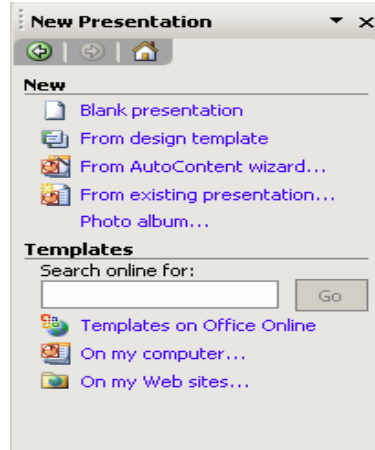 New Presentation
New
Blank presentation
From design template
From AutoContent wizard...
From existing presentation...
Photo album...
Templates
Search online for:
Go
Templates on Office Online
On my computer...
On my Web sites...